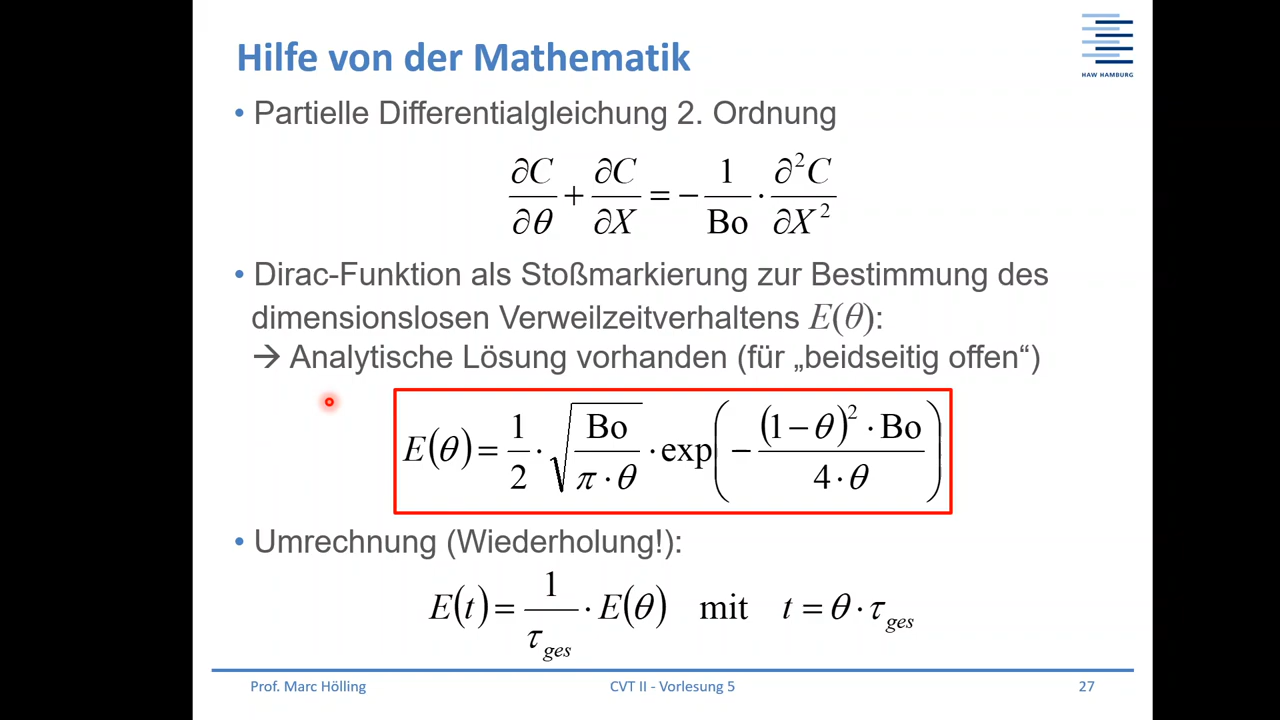 Hilfe von der Mathematik
HAW HAMBURG
• Partielle Differentialgleichung 2. Ordnung
∂C/∂θ + ∂C/∂X = − 1/Bo · ∂²C/∂X²
• Dirac-Funktion als Stoßmarkierung zur Bestimmung des
dimensionslosen Verweilzeitverhaltens E(θ):
→ Analytische Lösung vorhanden (für „beidseitig offen“)
E(θ) = 1/2 · √(Bo/(π · θ)) · exp(− ((1 − θ)² · Bo)/(4 · θ))
• Umrechnung (Wiederholung!):
E(t) = 1/τ_ges · E(θ) mit t = θ · τ_ges
Prof. Marc Hölling CVT II - Vorlesung 5 27